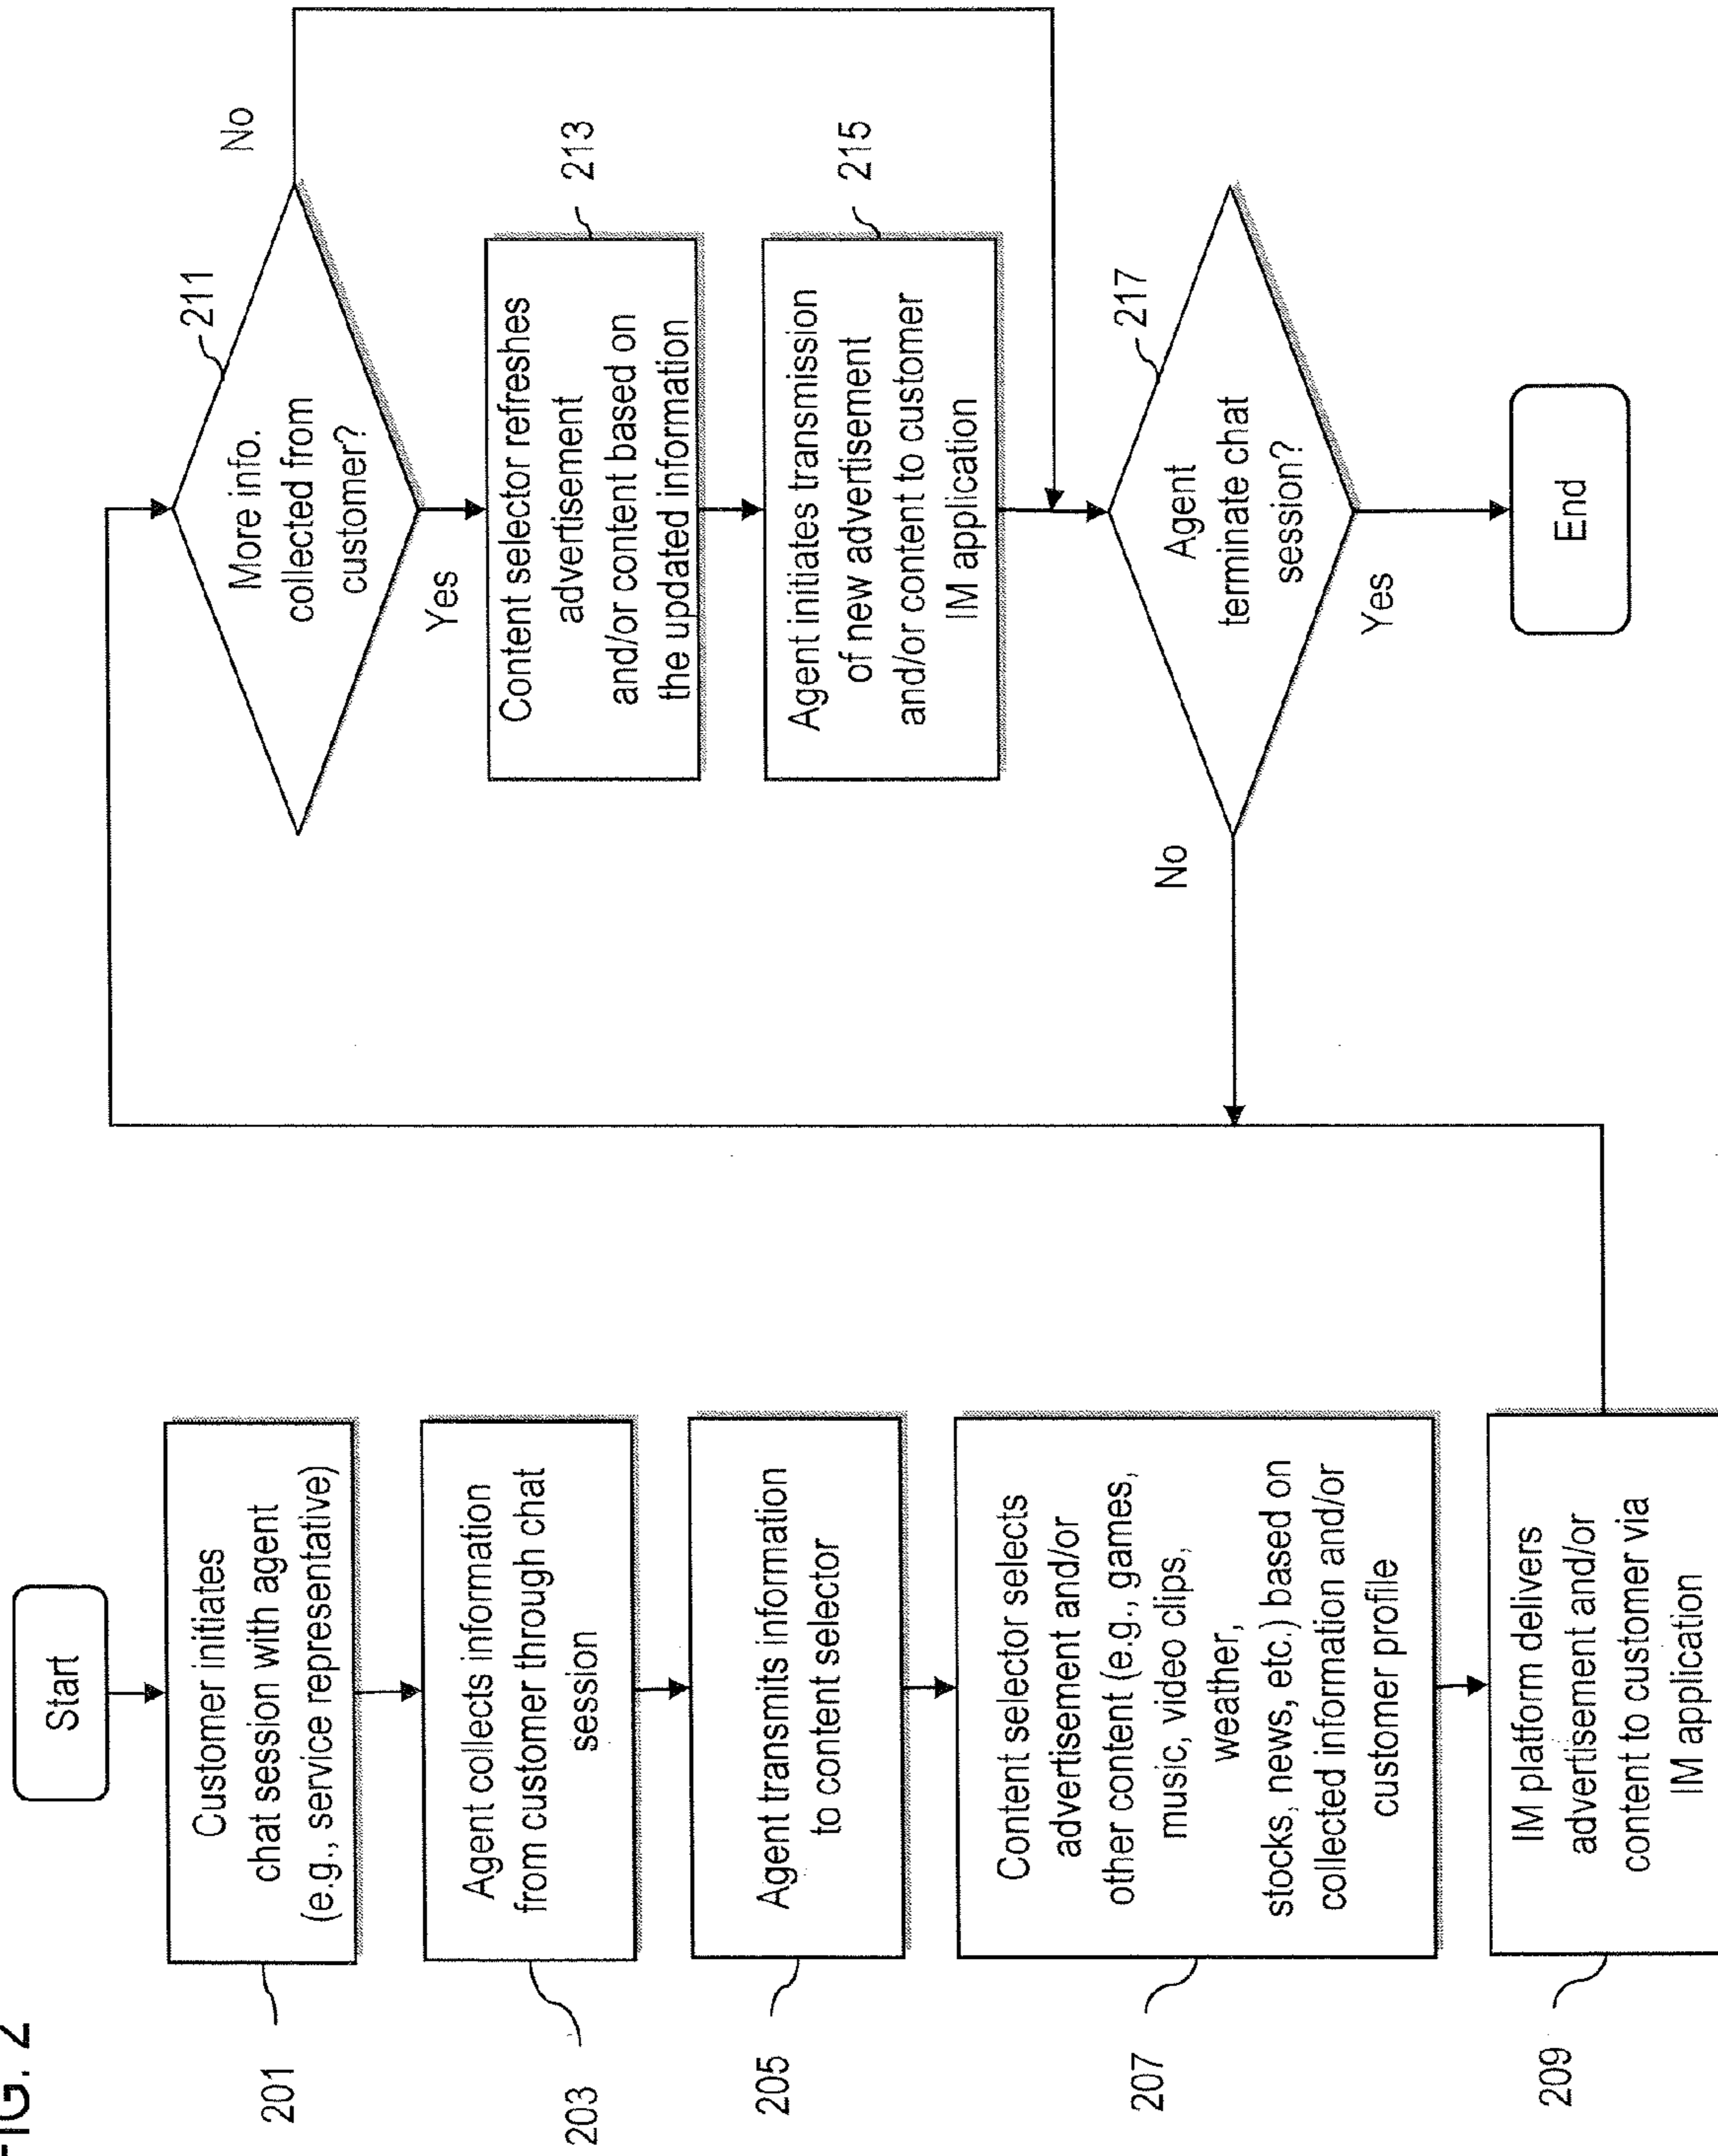 FIG. 2
Start
Customer initiates
chat session with agent
(e.g., service representative)
201
Agent collects information
from customer through chat
session
203
Agent transmits information
to content selector
205
Content selector selects
advertisement and/or
other content (e.g., games,
music, video clips,
weather,
stocks, news, etc.) based on
collected information and/or
customer profile
207
IM platform delivers
advertisement and/or
content to customer via
IM application
209
More info.
collected from
customer?
211
No
Yes
Content selector refreshes
advertisement
and/or content based on
the updated information
213
Agent initiates transmission
of new advertisement
and/or content to customer
IM application
215
Agent
terminate chat
session?
217
No
Yes
End